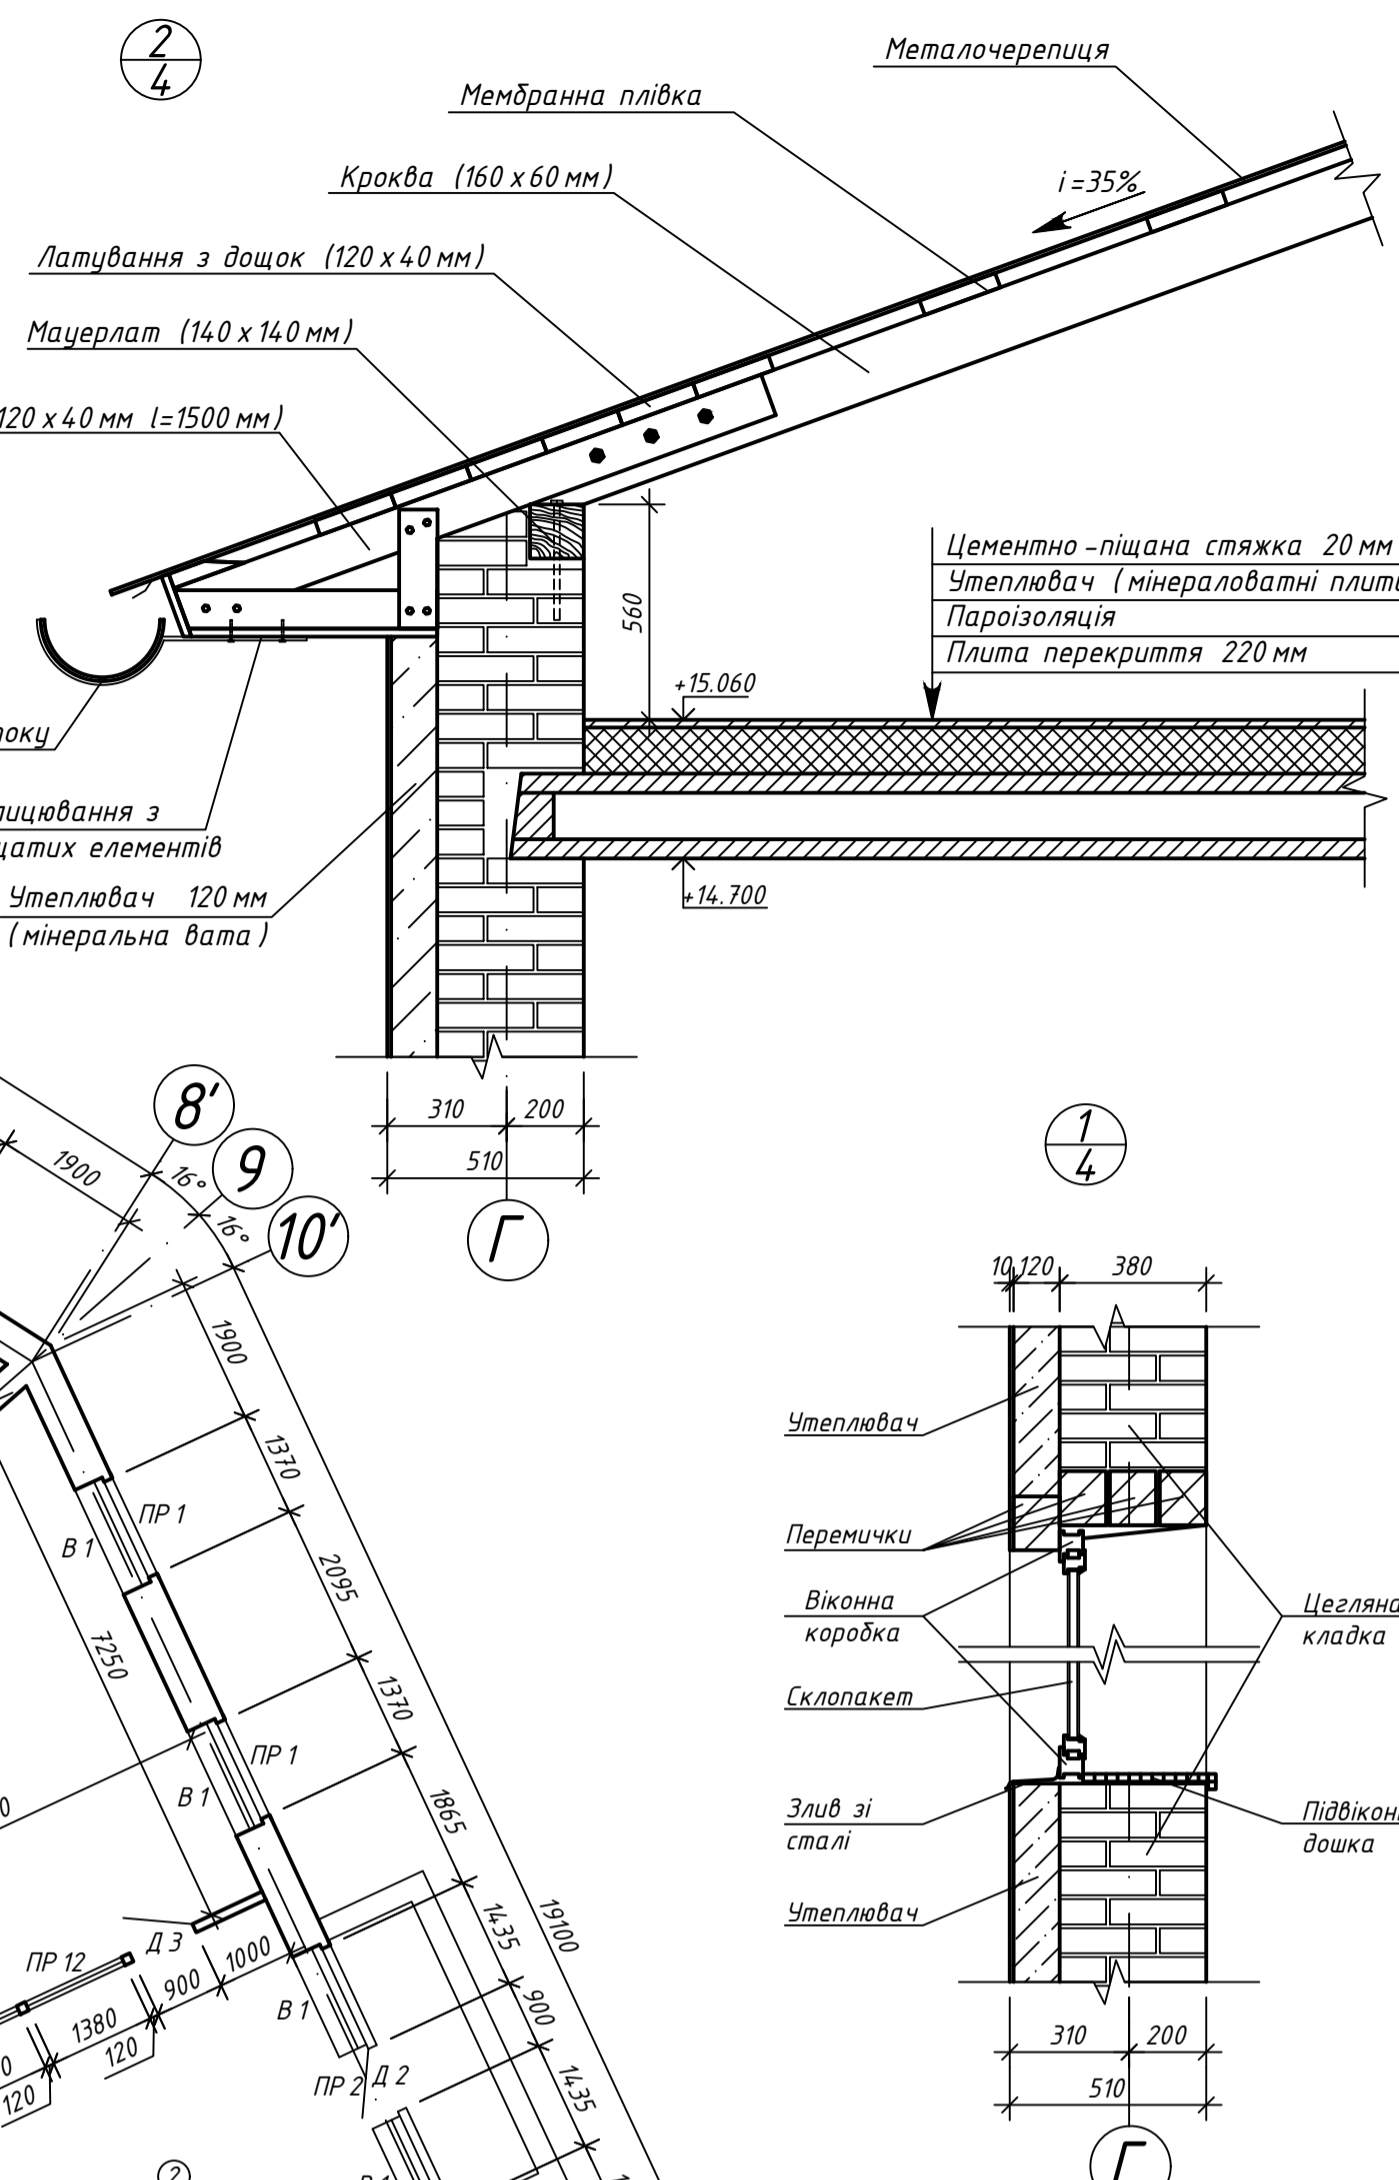 2
4
Металочерепиця
Мембранна плівка
Кроква (160 x 60 мм)
i =35%
Латування з дощок (120 x 40 мм)
Мауерлат (140 x 140 мм)
120 x 40 мм l=1500 мм)
560
Цементно -піщана стяжка 20 мм
Утеплювач (мінераловатні плити
Пароізоляція
Плита перекриття 220 мм
+15.060
+14.700
Утеплювач 120 мм
(мінеральна вата)
елементів
310
200
510
Г
1
4
8'
9
10'
16°
16°
1900
1900
1370
2095
1370
1865
1435
900
1435
19100
7250
ПР 1
В 1
ПР 1
В 1
Д 3
ПР 12
1000
900
1380
120
120
В 1
ПР 2
Д 2
2
10
120
380
Утеплювач
Перемички
Віконна
коробка
Цегляна
кладка
Склопакет
Злив зі
сталі
дошка
Утеплювач
310
200
510
Г